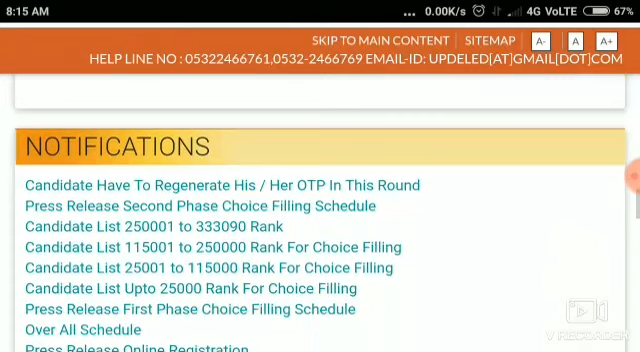 8:15 AM ... 0.00K/s 4G VoLTE 67%
SKIP TO MAIN CONTENT SITEMAP A- A A+
HELP LINE NO : 05322466761,0532-2466769 EMAIL-ID: UPDELED[AT]GMAIL[DOT]COM
NOTIFICATIONS
Candidate Have To Regenerate His / Her OTP In This Round
Press Release Second Phase Choice Filling Schedule
Candidate List 250001 to 333090 Rank
Candidate List 115001 to 250000 Rank For Choice Filling
Candidate List 25001 to 115000 Rank For Choice Filling
Candidate List Upto 25000 Rank For Choice Filling
Press Release First Phase Choice Filling Schedule
Over All Schedule
Press Release Online Registration
V RECORDER